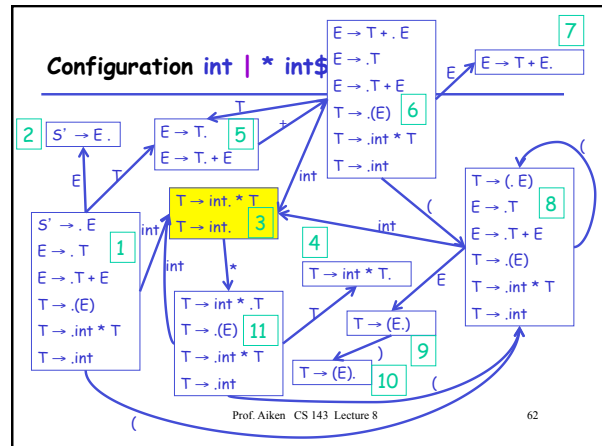 Configuration int | * int$
E → T + . E
E → .T
E → .T + E
T → .(E)
T → .int * T
T → .int
6
7
E → T + E.
E
2
S’ → E .
E → T.
E → T. + E
5
T
+
E
T
int
(
(
T → int. * T
T → int.
3
S’ → . E
E → . T
E → .T + E
T → .(E)
T → .int * T
T → .int
1
int
int
*
int
4
T → int * T.
T → (. E)
E → .T
E → .T + E
T → .(E)
T → .int * T
T → .int
8
T → int * .T
T → .(E)
T → .int * T
T → .int
11
T
E
T → (E.)
9
)
T → (E).
10
(
(
Prof. Aiken CS 143 Lecture 8
62